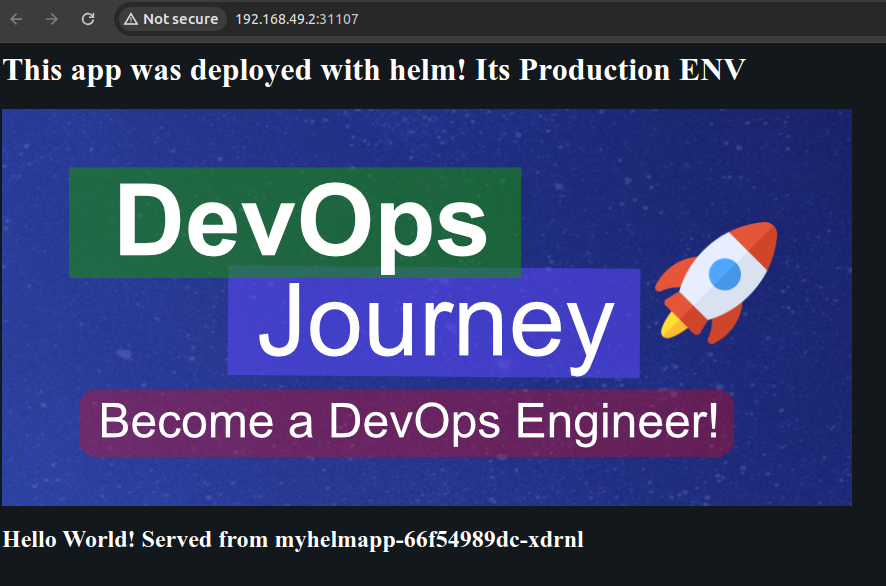 Not secure 192.168.49.2:31107
This app was deployed with helm! Its Production ENV
DevOps
Journey
Become a DevOps Engineer!
Hello World! Served from myhelmapp-66f54989dc-xdrnl